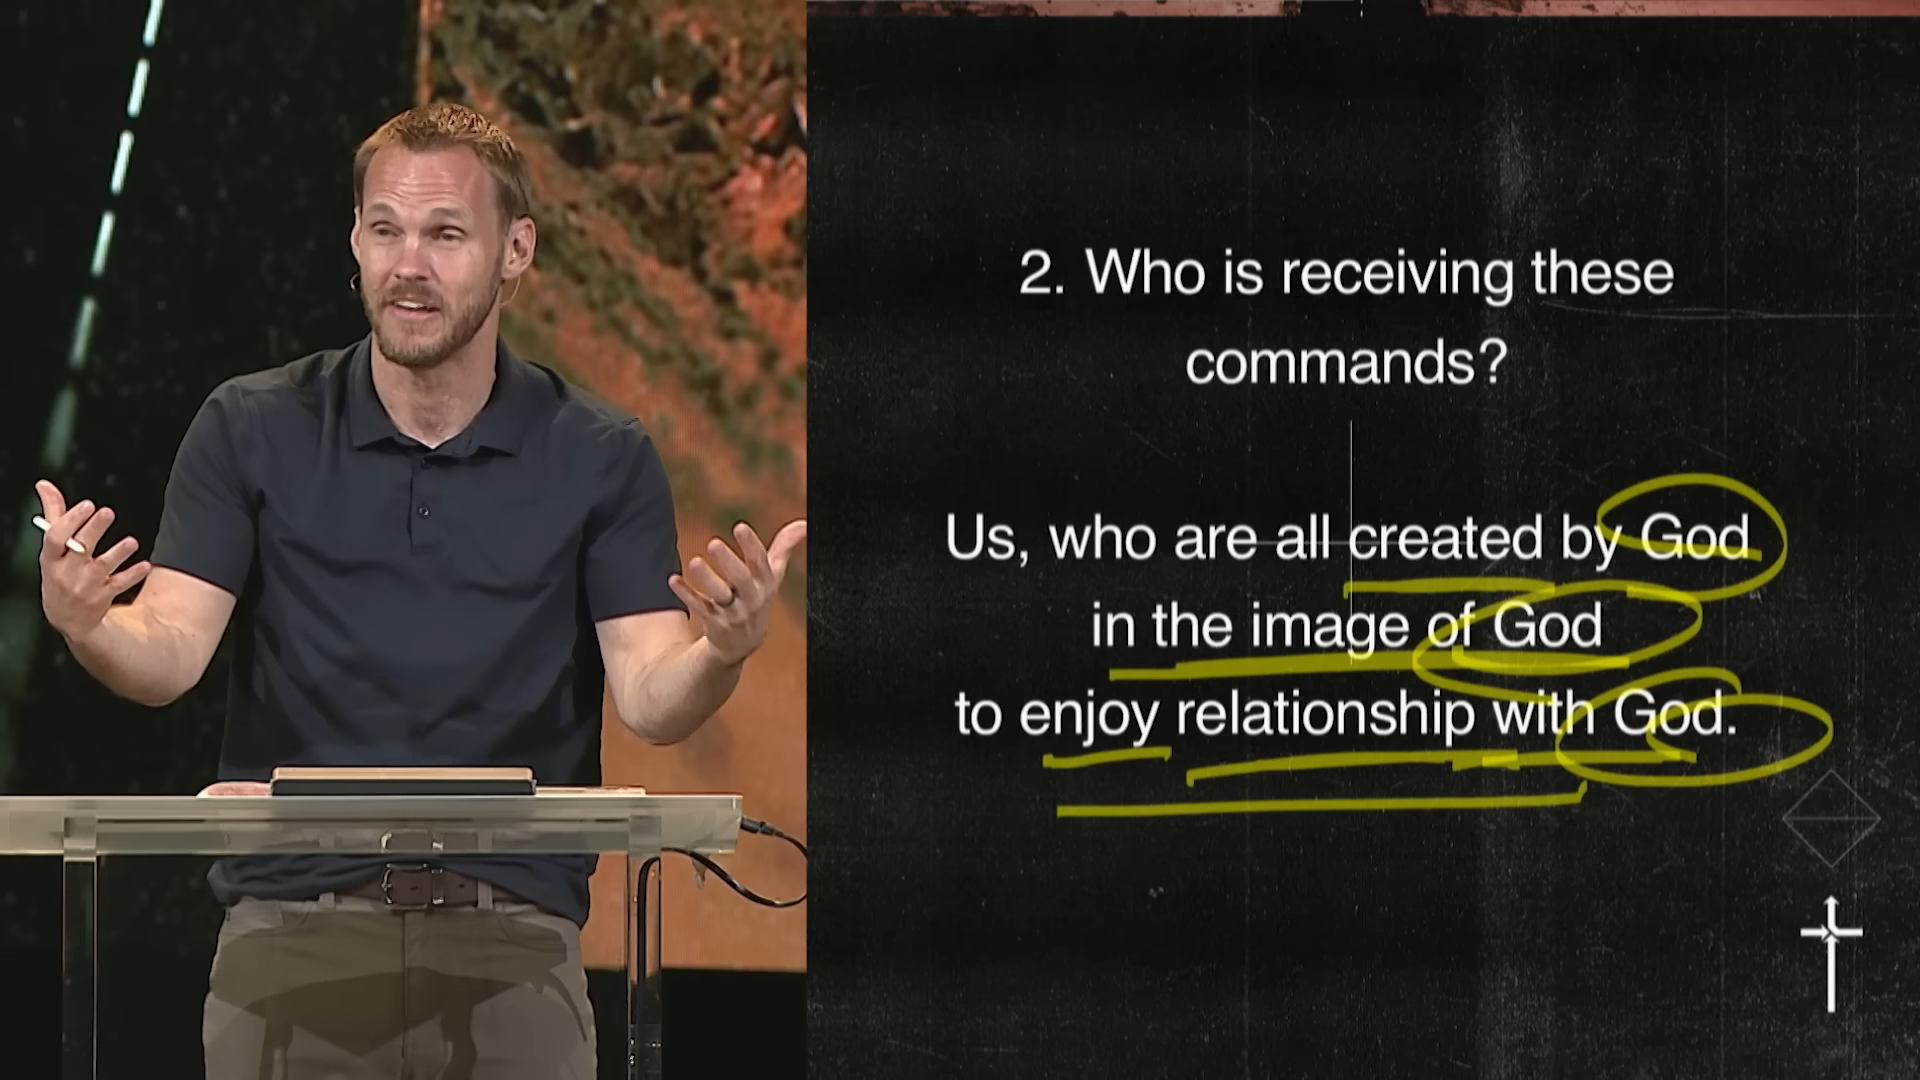 2. Who is receiving these
commands?
Us, who are all created by God
in the image of God
to enjoy relationship with God.